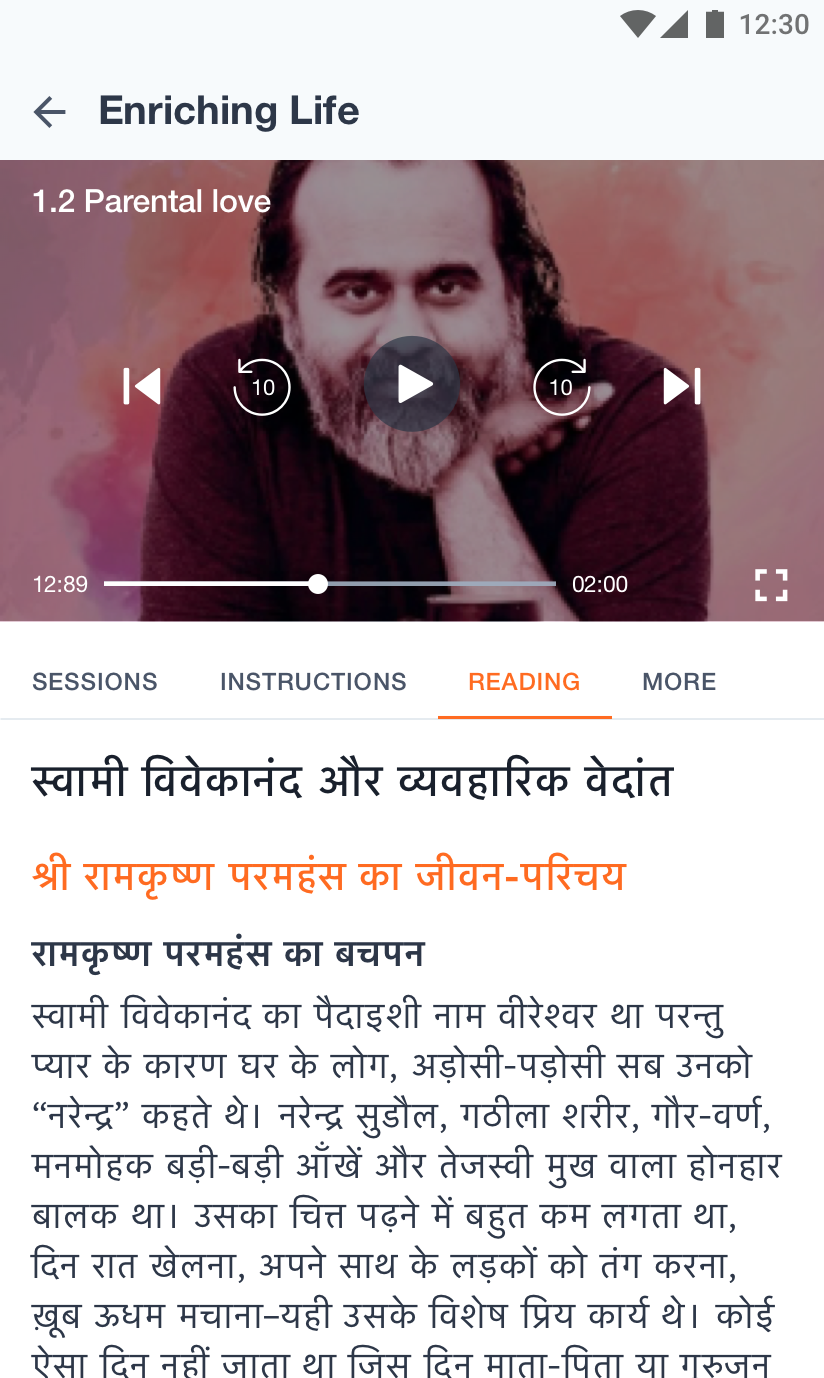 12:30
Enriching Life
1.2 Parental love
10
10
12:89
02:00
SESSIONS INSTRUCTIONS READING MORE
स्वामी विवेकानंद और व्यवहारिक वेदांत
श्री रामकृष्ण परमहंस का जीवन-परिचय
रामकृष्ण परमहंस का बचपन
स्वामी विवेकानंद का पैदाइशी नाम वीरेश्वर था परन्तु
प्यार के कारण घर के लोग, अड़ोसी-पड़ोसी सब उनको
“नरेन्द्र” कहते थे। नरेन्द्र सुडौल, गठीला शरीर, गौर-वर्ण,
मनमोहक बड़ी-बड़ी आँखें और तेजस्वी मुख वाला होनहार
बालक था। उसका चित्त पढ़ने में बहुत कम लगता था,
दिन रात खेलना, अपने साथ के लड़कों को तंग करना,
ख़ूब ऊधम मचाना–यही उसके विशेष प्रिय कार्य थे। कोई
ऐसा दिन नहीं जाता था जिस दिन माता-पिता या गुरुजन